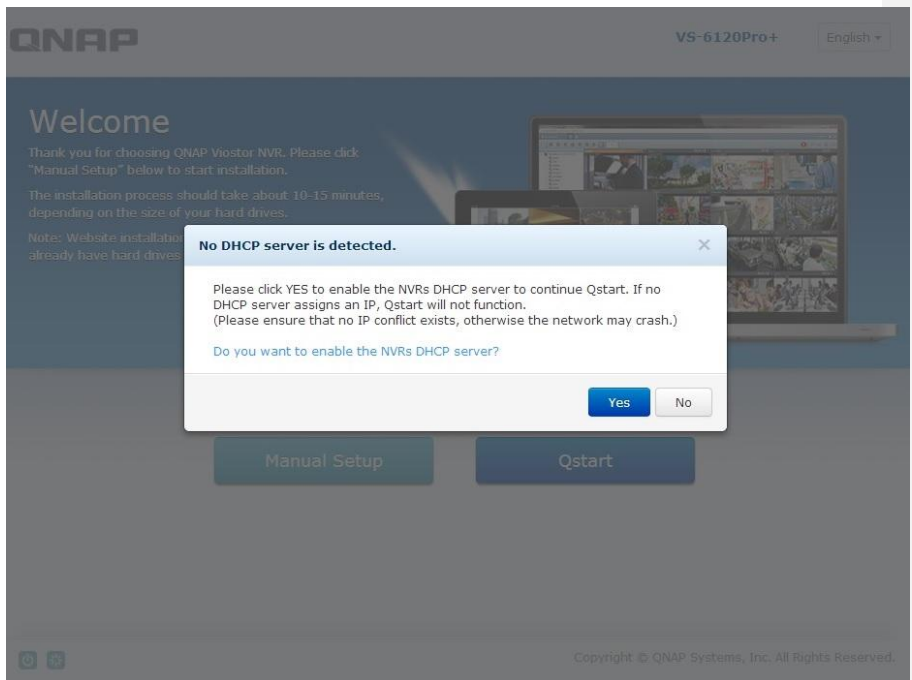 QNAP
VS-6120Pro+
English
Welcome
Thank you for choosing QNAP Viostor NVR. Please click
"Manual Setup" below to start installation.
The installation process should take about 10-15 minutes,
depending on the size of your hard drives.
Note: Website installation
already have hard drives
No DHCP server is detected.
Please click YES to enable the NVRs DHCP server to continue Qstart. If no
DHCP server assigns an IP, Qstart will not function.
(Please ensure that no IP conflict exists, otherwise the network may crash.)
Do you want to enable the NVRs DHCP server?
Yes
No
Manual Setup
Qstart
Copyright © QNAP Systems, Inc. All Rights Reserved.